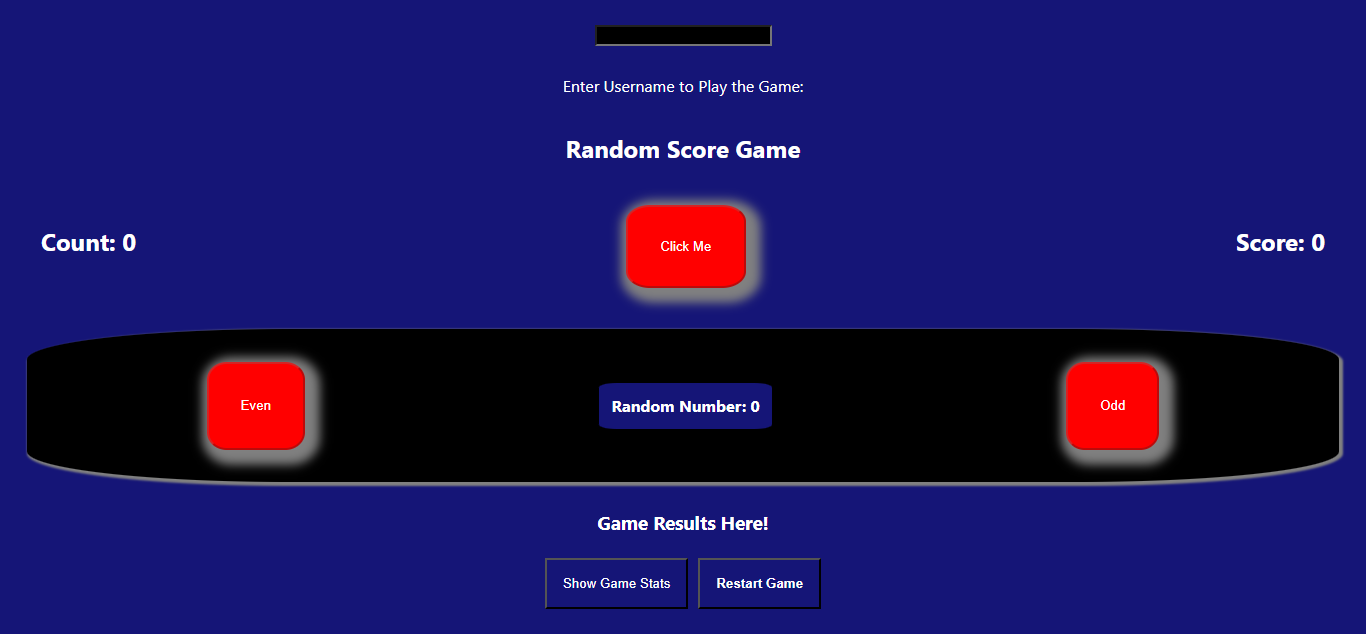 Enter Username to Play the Game:
Random Score Game
Count: 0
Click Me
Score: 0
Even
Random Number: 0
Odd
Game Results Here!
Show Game Stats
Restart Game